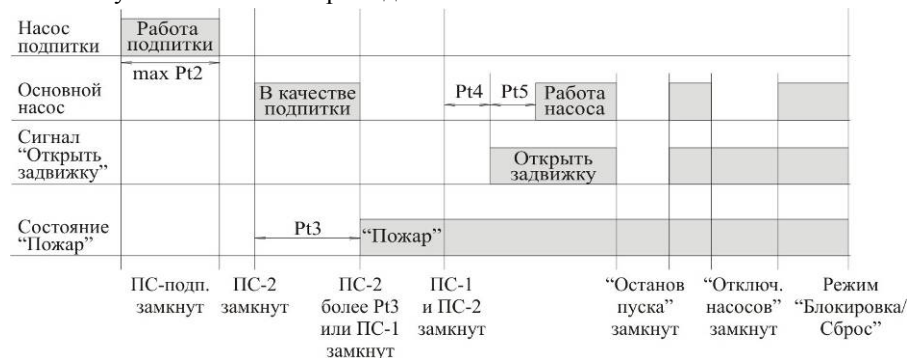 Насос
подпитки
Работа
подпитки
max Pt2
Основной
насос
В качестве
подпитки
Pt4
Pt5
Работа
насоса
Сигнал
“Открыть
задвижку”
Открыть
задвижку
Состояние
“Пожар”
Pt3
“Пожар”
ПС-подп.
замкнут
ПС-2
замкнут
ПС-2
более Pt3
или ПС-1
замкнут
ПС-1
и ПС-2
замкнут
“Останов
пуска”
замкнут
“Отключ.
насосов”
замкнут
Режим
“Блокировка/
Сброс”